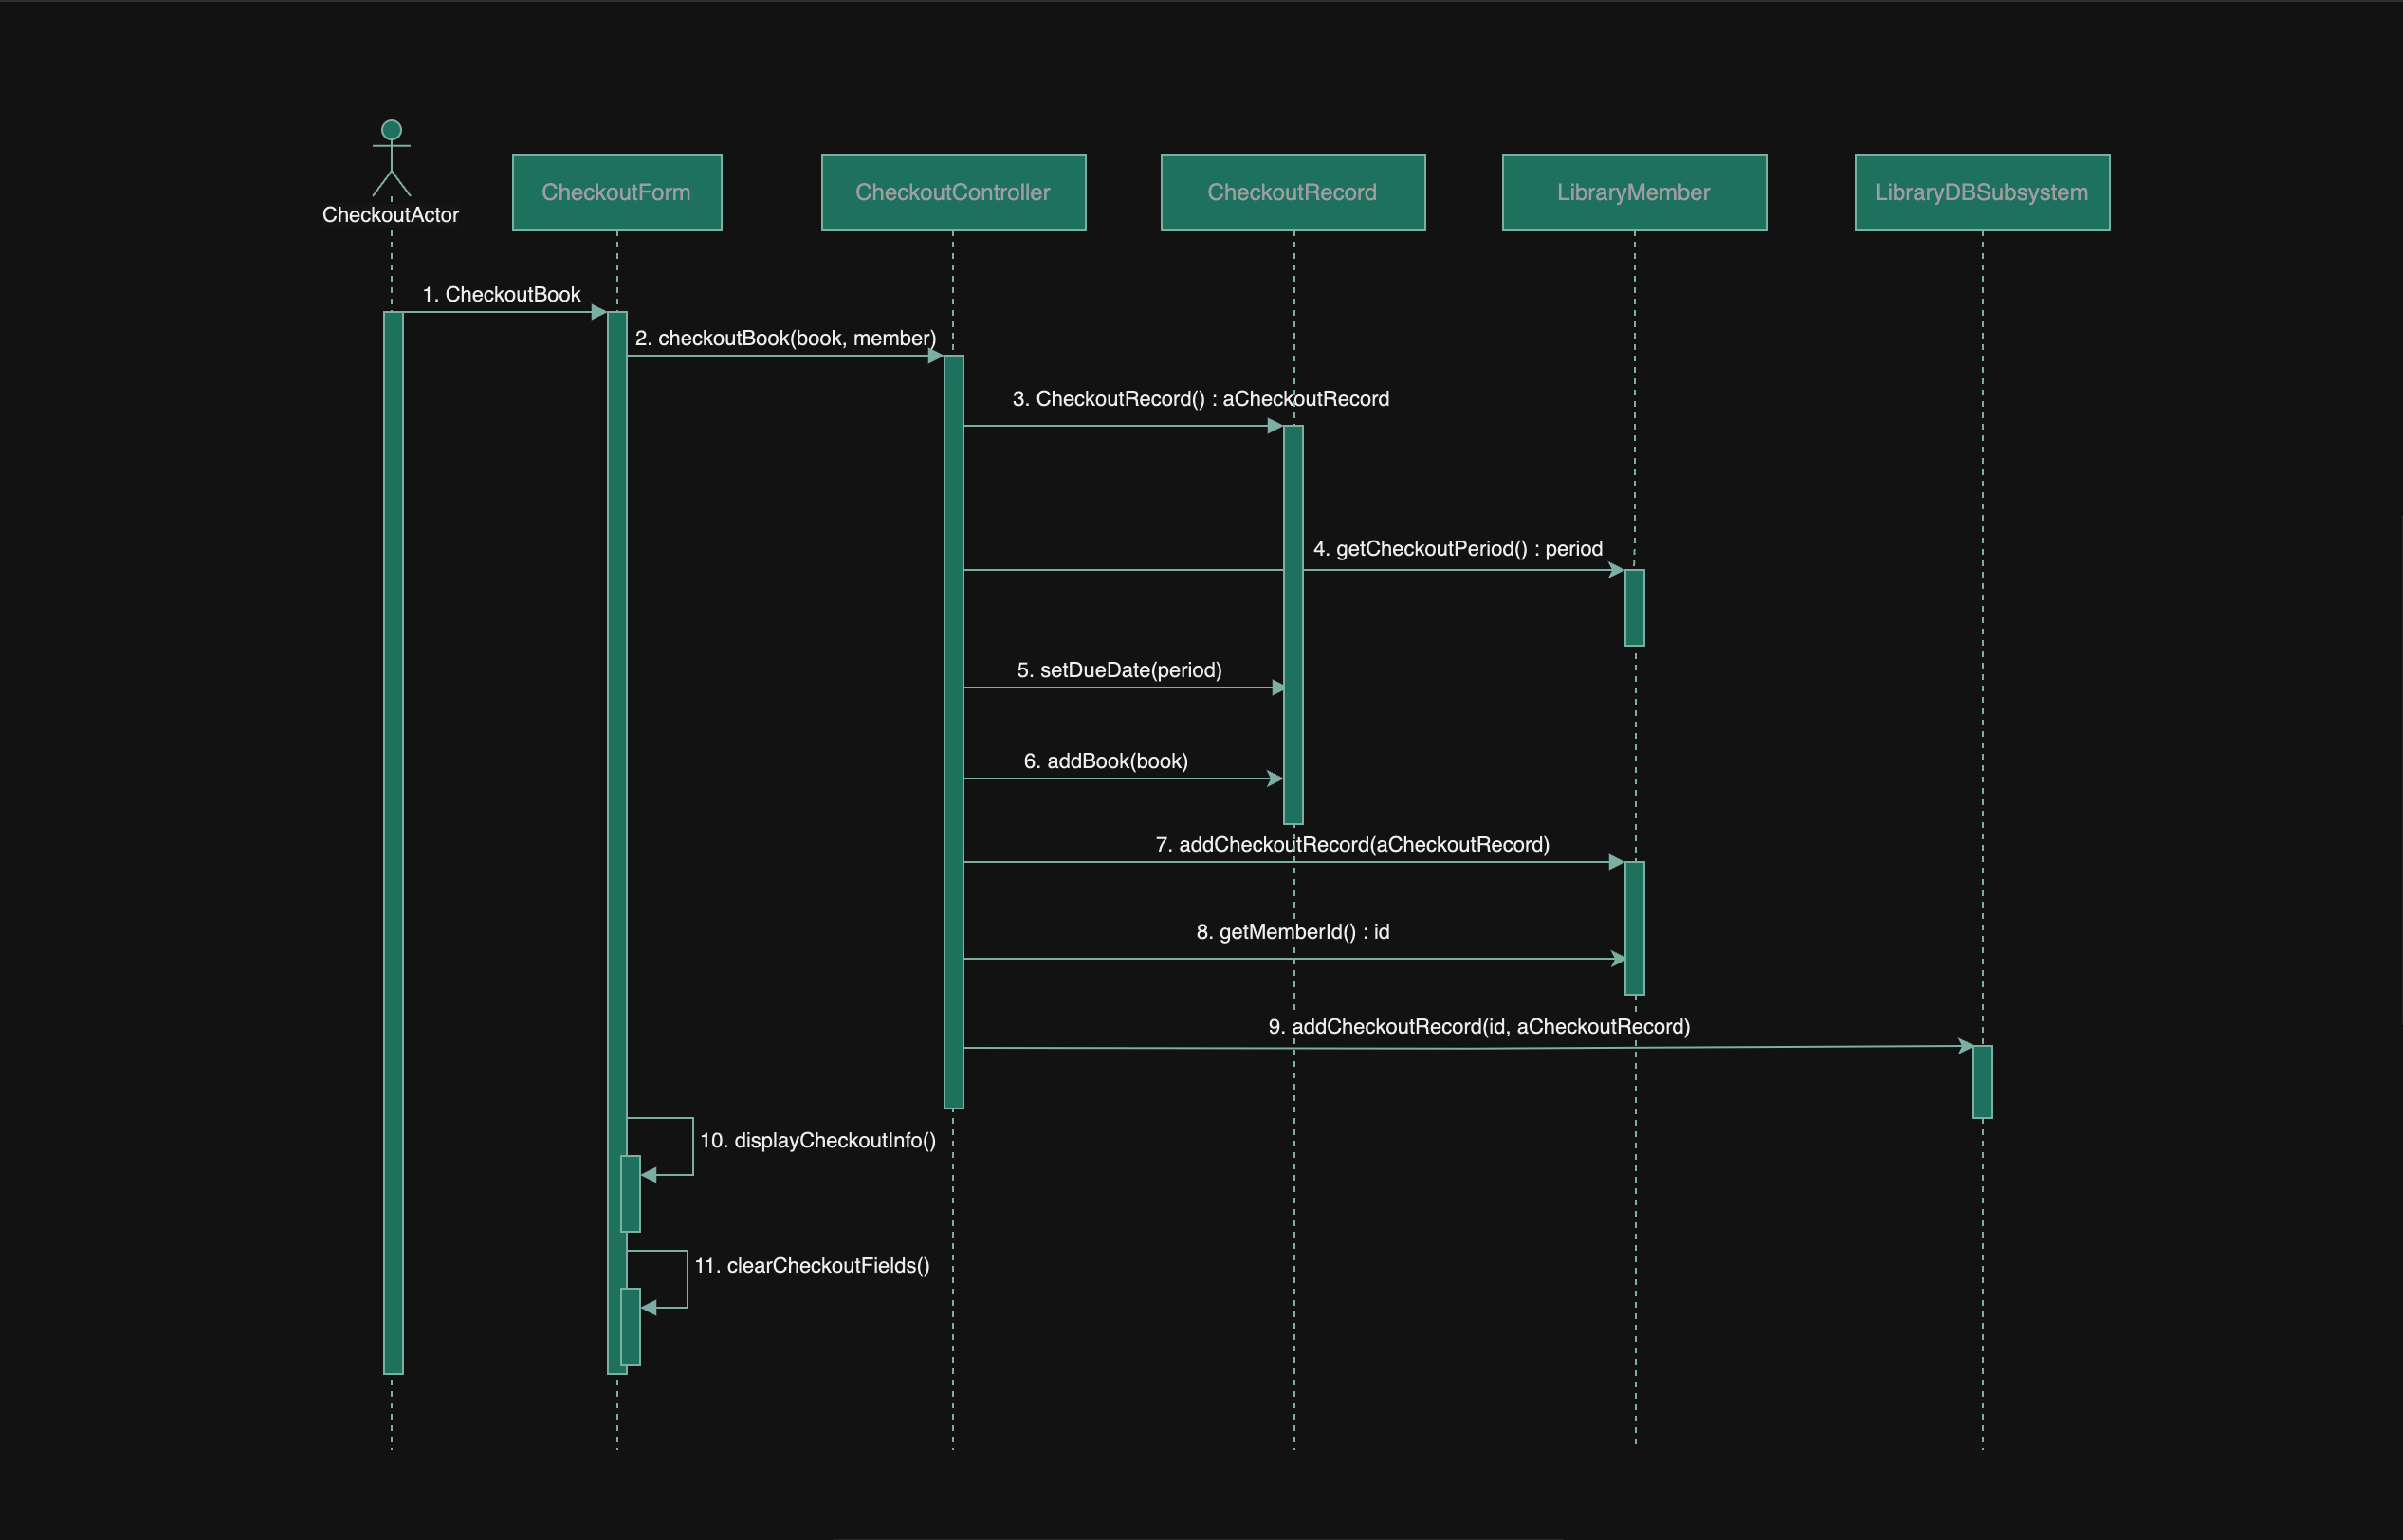 CheckoutActor
CheckoutForm
CheckoutController
CheckoutRecord
LibraryMember
LibraryDBSubsystem
1. CheckoutBook
2. checkoutBook(book, member)
3. CheckoutRecord() : aCheckoutRecord
4. getCheckoutPeriod() : period
5. setDueDate(period)
6. addBook(book)
7. addCheckoutRecord(aCheckoutRecord)
8. getMemberId() : id
9. addCheckoutRecord(id, aCheckoutRecord)
10. displayCheckoutInfo()
11. clearCheckoutFields()